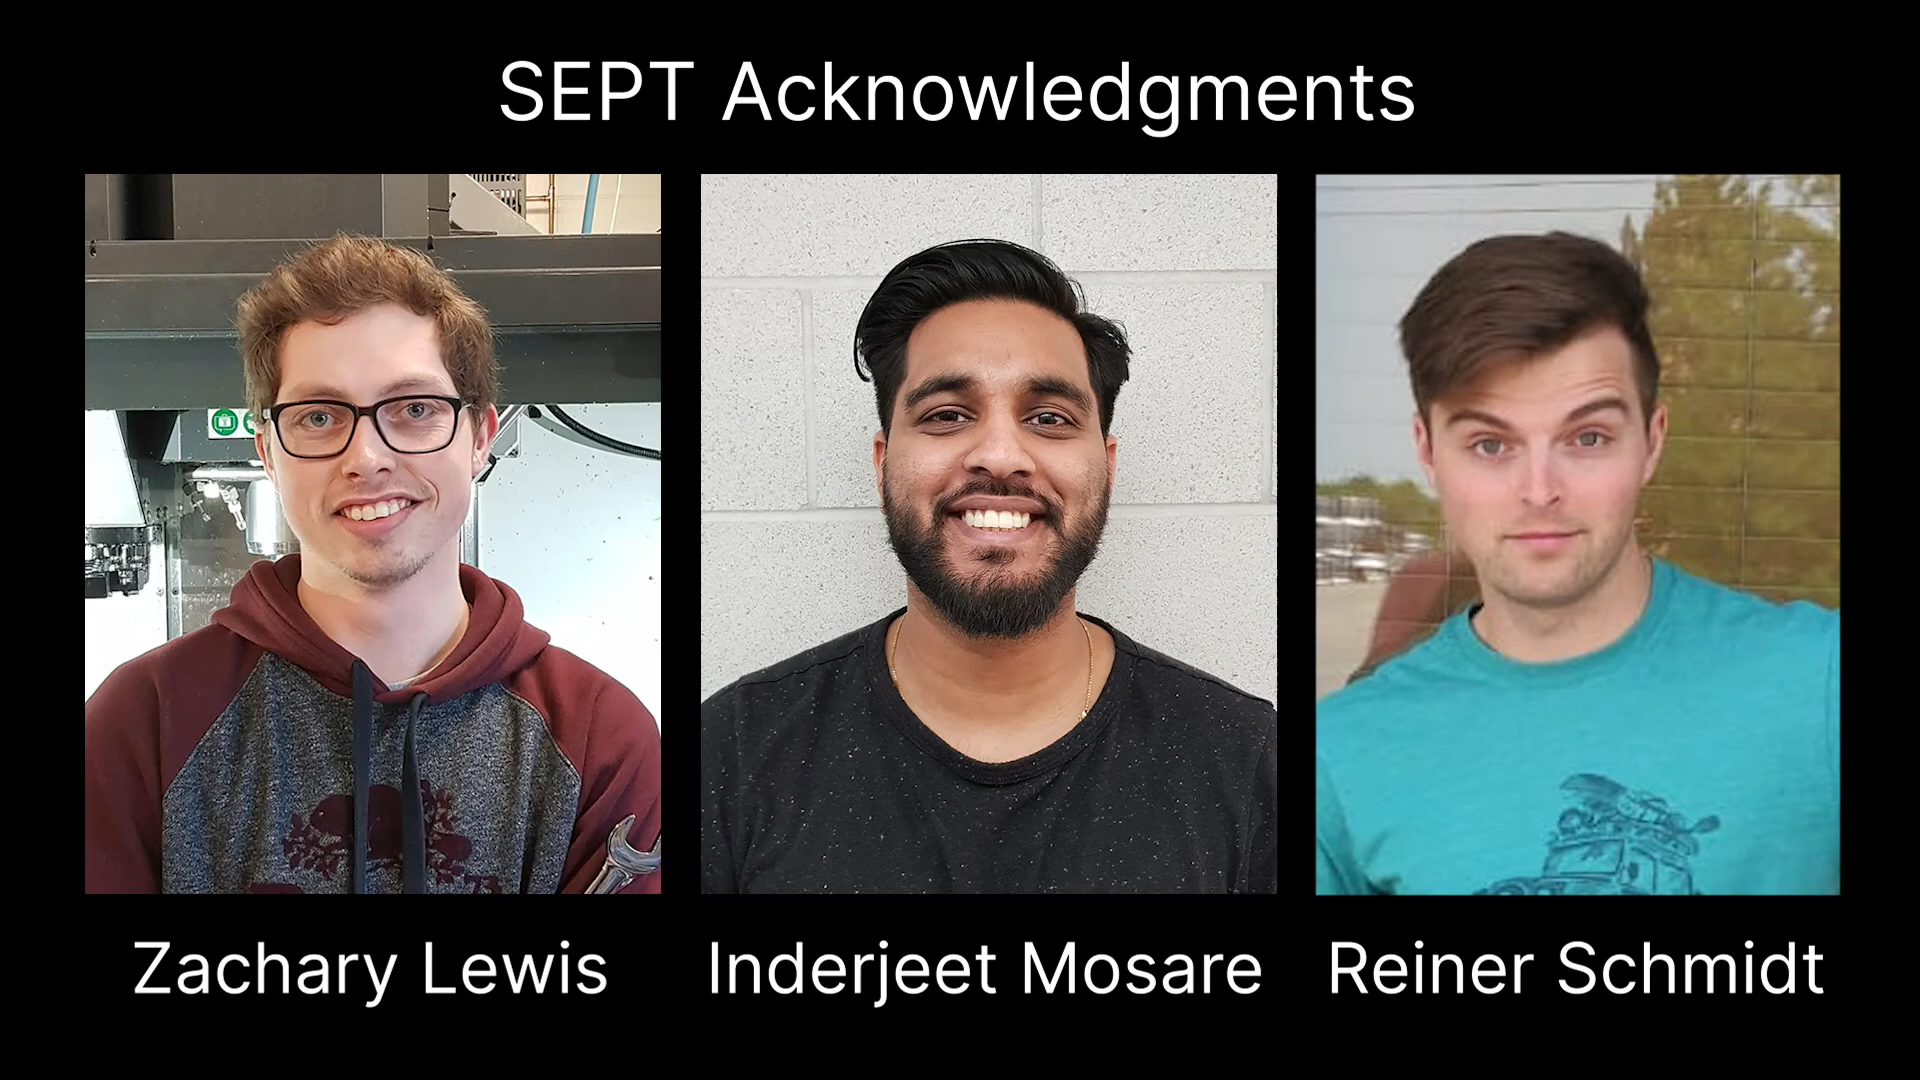 SEPT Acknowledgments
Zachary Lewis
Inderjeet Mosare
Reiner Schmidt